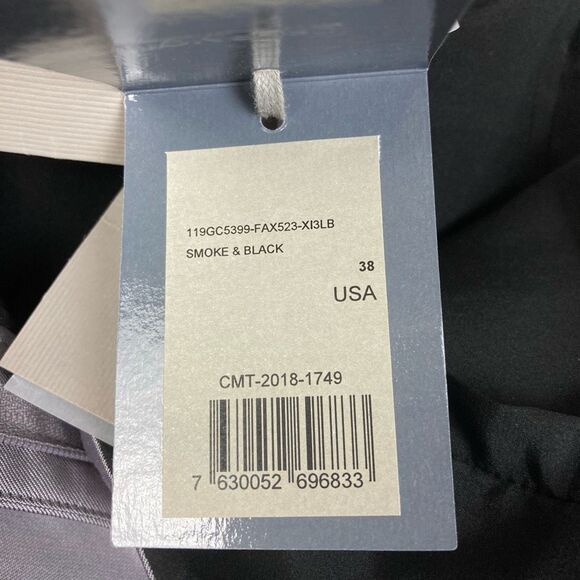 119GC5399-FAX523-XI3LB
SMOKE & BLACK
38
USA
CMT-2018-1749
7 630052 696833